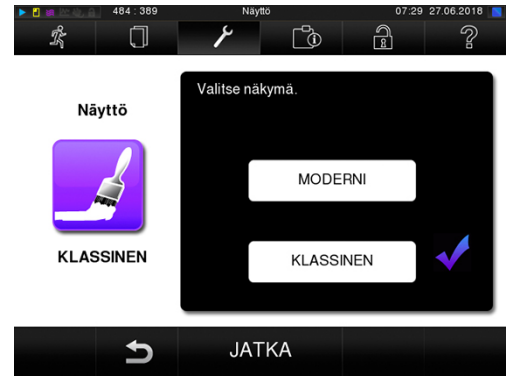 484 : 389 Näyttö 07:29 27.06.2018
Näyttö
KLASSINEN
Valitse näkymä.
MODERNI
KLASSINEN
JATKA